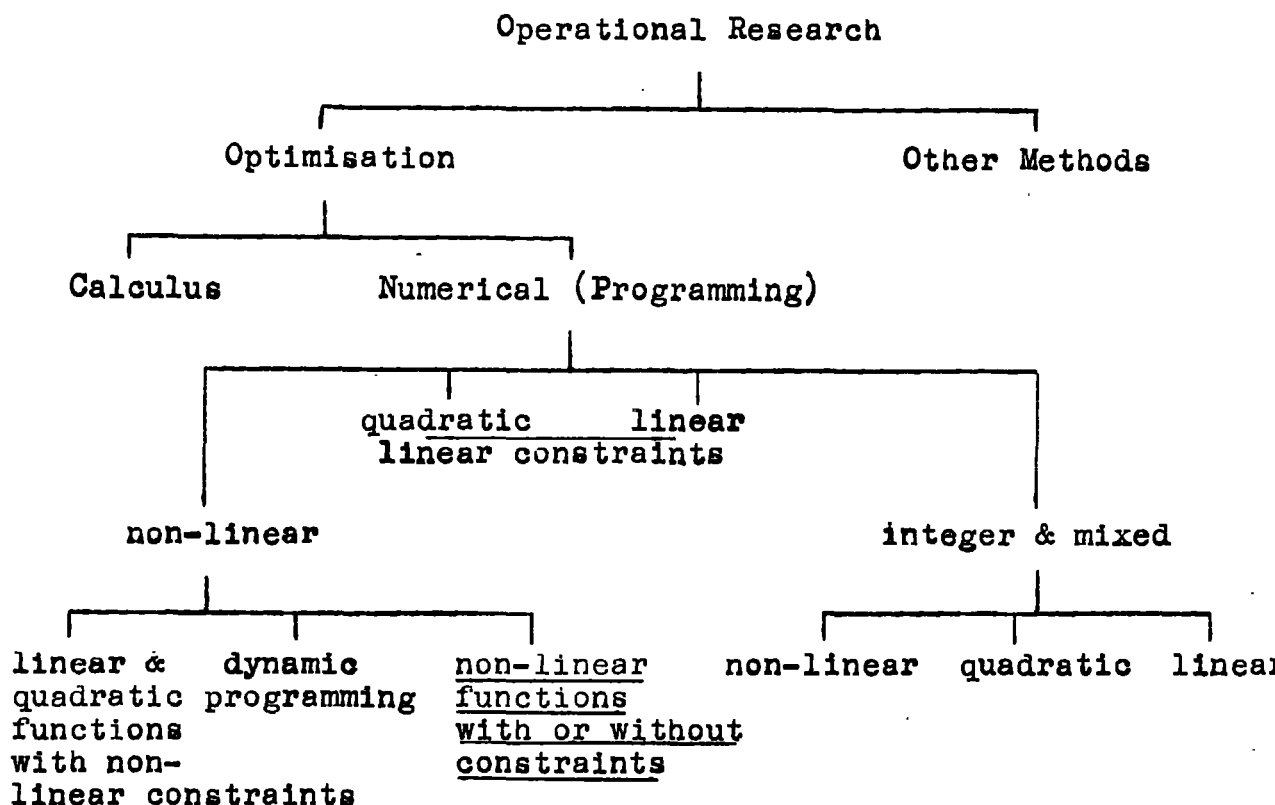 Operational Research
Optimisation Other Methods
Calculus Numerical (Programming)
quadratic linear
linear constraints
non-linear integer & mixed
linear & dynamic non-linear non-linear quadratic linear
quadratic programming functions
functions with or without
with non- constraints
linear constraints